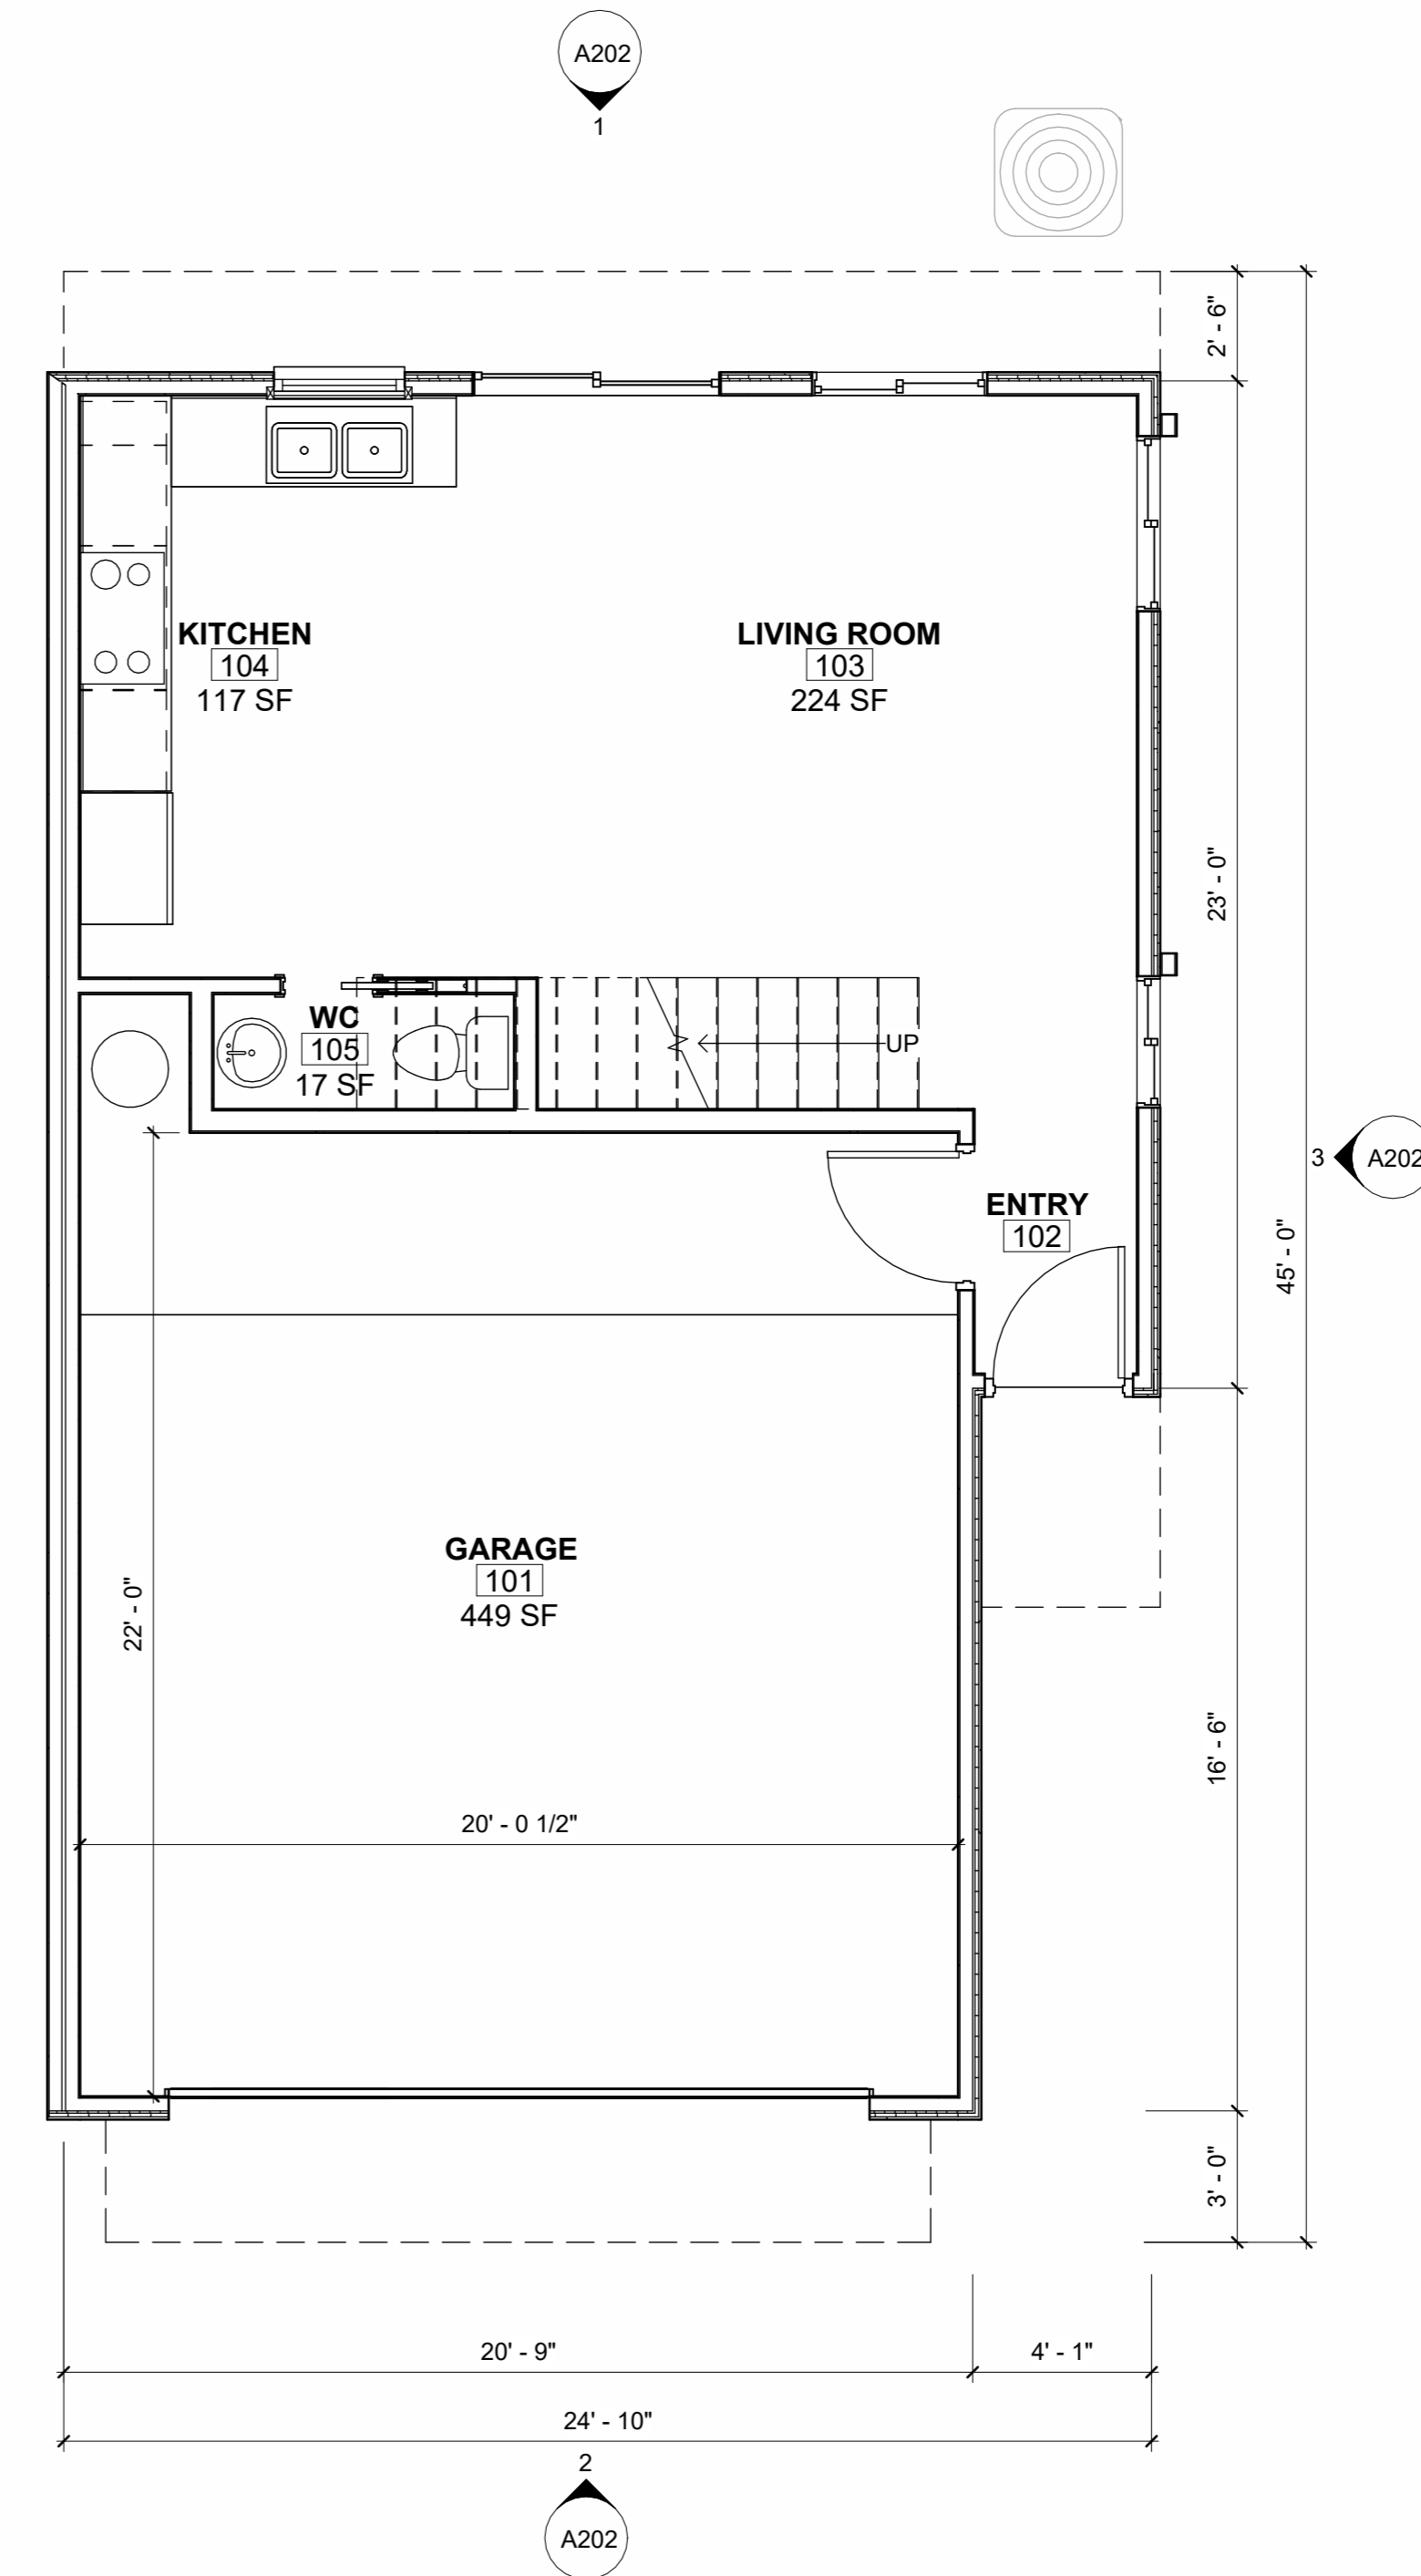 A202
1
2' - 6"
KITCHEN
104
117 SF
LIVING ROOM
103
224 SF
23' - 0"
WC
105
17 SF
UP
3
A202
ENTRY
102
45' - 0"
GARAGE
101
449 SF
22' - 0"
16' - 6"
20' - 0 1/2"
3' - 0"
20' - 9"
4' - 1"
24' - 10"
2
A202